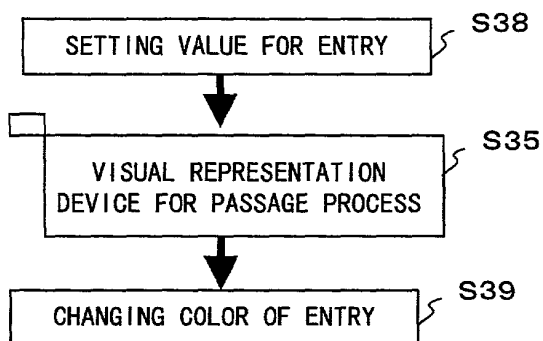 SETTING VALUE FOR ENTRY
S38
VISUAL REPRESENTATION
DEVICE FOR PASSAGE PROCESS
S35
CHANGING COLOR OF ENTRY
S39